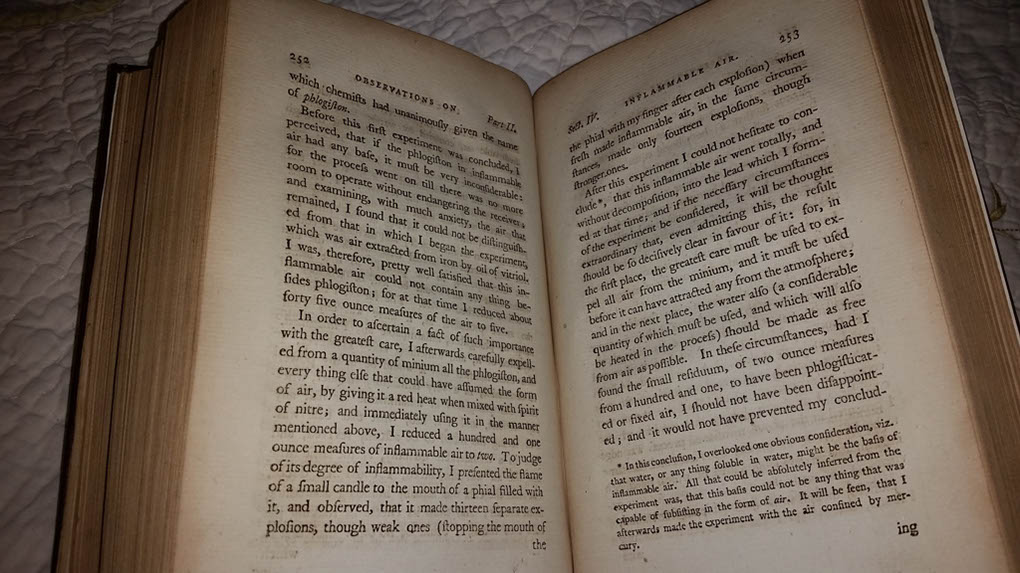 252
OBSERVATIONS ON
Part II.
which chemiſts had unanimouſly given the name
of phlogiſton.
Before this firſt experiment was concluded, I
perceived, that if the phlogiſton in inflammable
air had any baſe, it muſt be very inconſiderable:
for the proceſs went on till there was no more
room to operate without endangering the receiver;
and examining, with much anxiety, the air that
remained, I found that it could not be diſtinguiſh-
ed from that in which I began the experiment,
which was air extracted from iron by oil of vitriol.
I was, therefore, pretty well ſatisfied that this in-
flammable air could not contain any thing be-
ſides phlogiſton; for at that time I reduced about
forty five ounce meaſures of the air to five.
In order to aſcertain a fact of ſuch importance
with the greateſt care, I afterwards carefully expell-
ed from a quantity of minium all the phlogiſton, and
every thing elſe that could have aſſumed the form
of air, by giving it a red heat when mixed with ſpirit
of nitre; and immediately uſing it in the manner
mentioned above, I reduced a hundred and one
ounce meaſures of inflammable air to two. To judge
of its degree of inflammability, I preſented the flame
of a ſmall candle to the mouth of a phial filled with
it, and obſerved, that it made thirteen ſeparate ex-
ploſions, though weak ones (ſtopping the mouth of
the
253
Sect. IV.
INFLAMMABLE AIR.
the phial with my finger after each exploſion) when
freſh made inflammable air, in the ſame circum-
ſtances, made only fourteen exploſions, though
ſtronger ones.
After this experiment I could not heſitate to con-
clude*, that this inflammable air went totally, and
without decompoſition, into the lead which I form-
ed at that time; and if the neceſſary circumſtances
of the experiment be conſidered, it will be thought
extraordinary that, even admitting this, the reſult
ſhould be ſo deciſively clear in favour of it: for, in
the firſt place, the greateſt care muſt be uſed to ex-
pel all air from the minium, and it muſt be uſed
before it can have attracted any from the atmoſphere;
and in the next place, the water alſo (a conſiderable
quantity of which muſt be uſed, and which will alſo
be heated in the proceſs) ſhould be made as free
from air as poſſible. In theſe circumſtances, had I
found the ſmall reſiduum, of two ounce meaſures
from a hundred and one, to have been phlogiſticat-
ed or fixed air, I ſhould not have been diſappoint-
ed; and it would not have prevented my conclud-
* In this concluſion, I overlooked one obvious conſideration, viz.
that water, or any thing ſoluble in water, might be the baſis of
inflammable air. All that could be abſolutely inferred from the
experiment was, that this baſis could not be any thing that was
capable of ſubſiſting in the form of air. It will be ſeen, that I
afterwards made the experiment with the air confined by mer-
cury.
ing